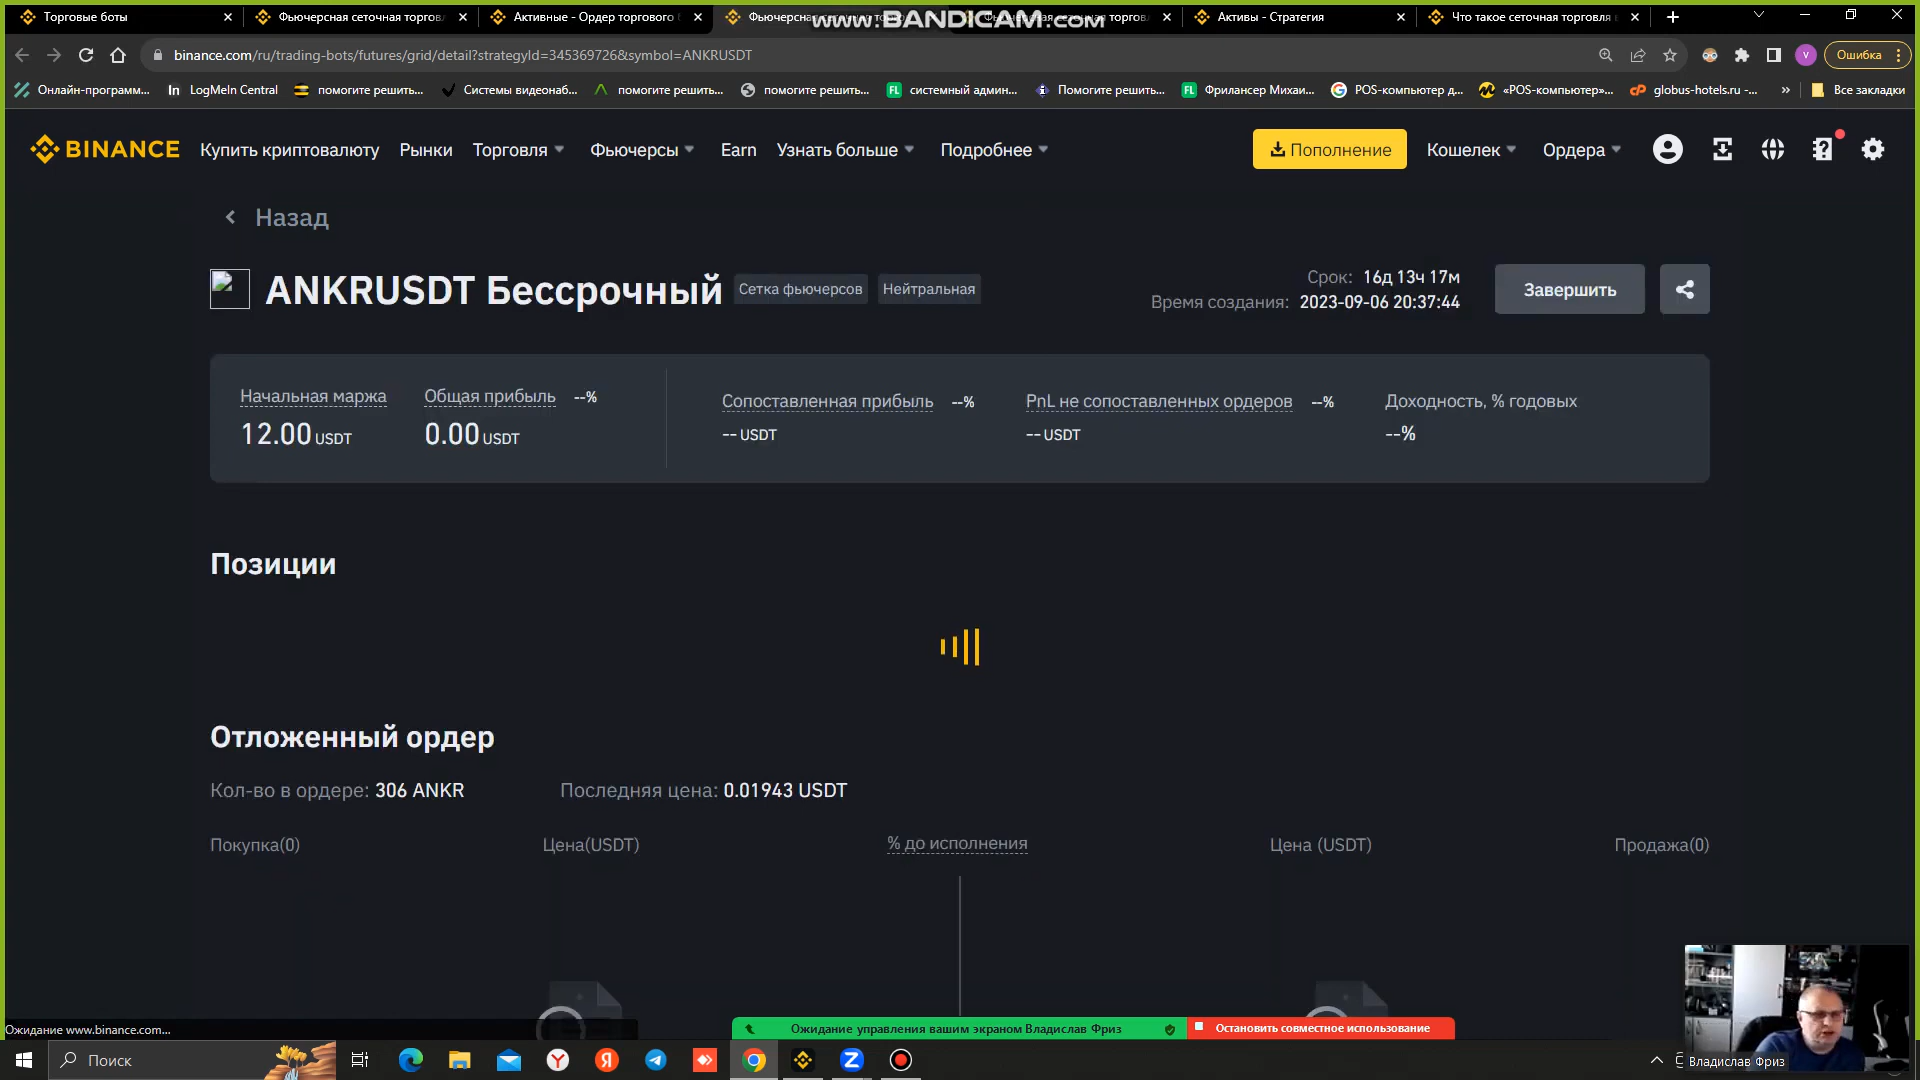 Торговые боты
Фьючерсная сеточная торгов
Активные - Ордер торгового
Фьючерсная сеточная торго
www.BANDICAM.com
Фьючерсная сеточная торгов
Активы - Стратегия
Что такое сеточная торговля
binance.com/ru/trading-bots/futures/grid/detail?strategyId=345369726&symbol=ANKRUSDT
V
Ошибка
Онлайн-программ...
LogMeIn Central
помогите решить...
Системы видеонаб...
помогите решить...
помогите решить...
системный админ...
Помогите решить...
Фрилансер Михаи...
POS-компьютер д...
«POS-компьютер»...
globus-hotels.ru -...
»
Все закладки
BINANCE
Купить криптовалюту
Рынки
Торговля
Фьючерсы
Earn
Узнать больше
Подробнее
Пополнение
Кошелек
Ордера
Назад
ANKRUSDT Бессрочный
Сетка фьючерсов
Нейтральная
Срок: 16д 13ч 17м
Время создания: 2023-09-06 20:37:44
Завершить
Начальная маржа
Общая прибыль --%
Сопоставленная прибыль --%
PnL не сопоставленных ордеров --%
Доходность, % годовых
12.00 USDT
0.00 USDT
-- USDT
-- USDT
--%
Позиции
Отложенный ордер
Кол-во в ордере: 306 ANKR
Последняя цена: 0.01943 USDT
Покупка(0)
Цена(USDT)
% до исполнения
Цена (USDT)
Продажа(0)
Ожидание www.binance.com...
Ожидание управления вашим экраном Владислав Фриз
Остановить совместное использование
Поиск
Владислав Фриз